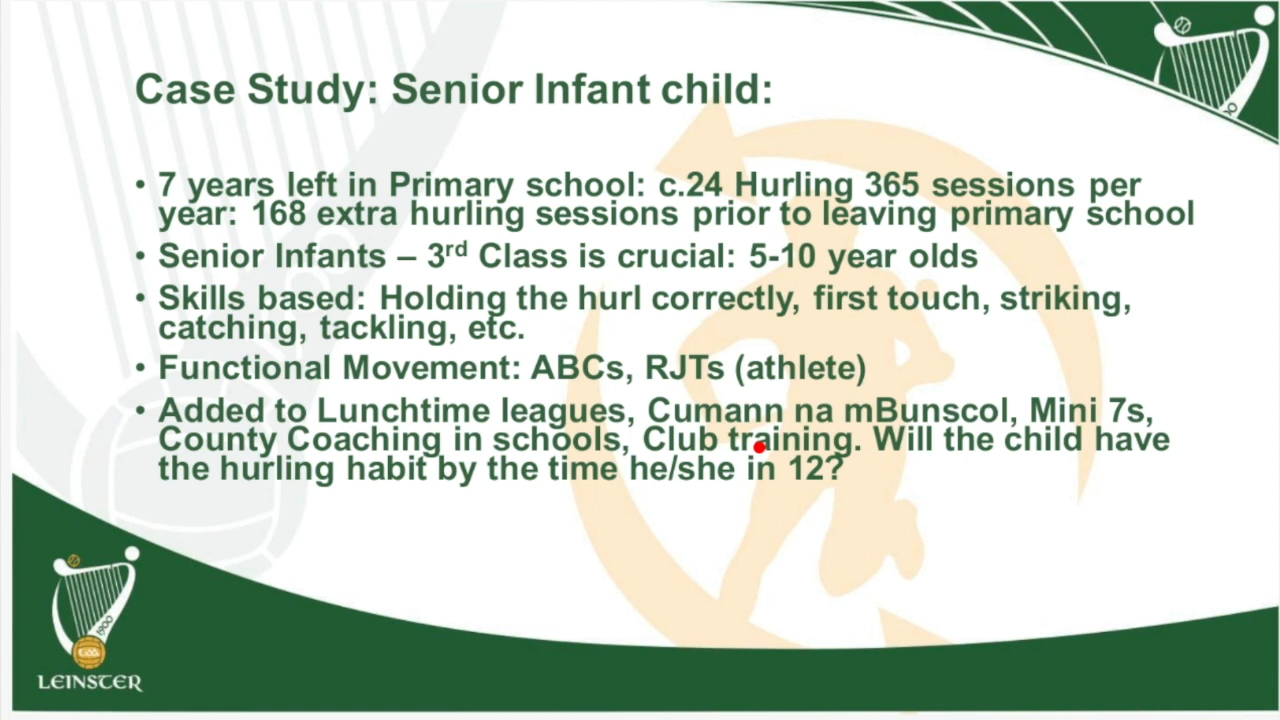 Case Study: Senior Infant child:
• 7 years left in Primary school: c.24 Hurling 365 sessions per
year: 168 extra hurling sessions prior to leaving primary school
• Senior Infants – 3rd Class is crucial: 5-10 year olds
• Skills based: Holding the hurl correctly, first touch, striking,
catching, tackling, etc.
• Functional Movement: ABCs, RJTs (athlete)
• Added to Lunchtime leagues, Cumann na mBunscol, Mini 7s,
County Coaching in schools, Club training. Will the child have
the hurling habit by the time he/she in 12?
1900
GAA
LEINSTER